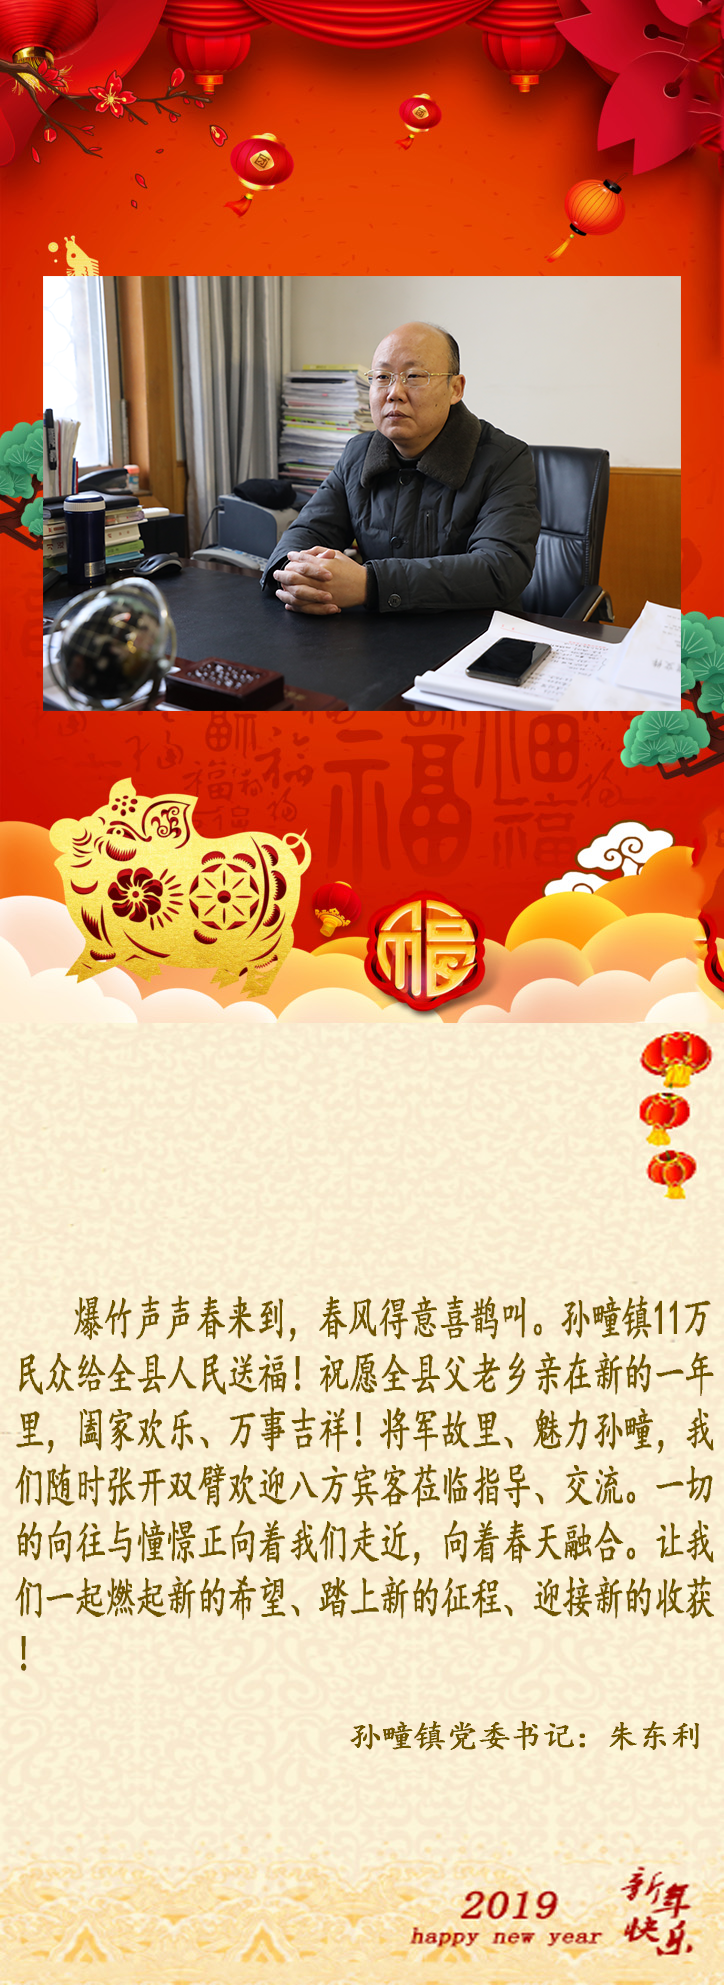 福
爆竹声声春来到，春风得意喜鹊叫。孙疃镇11万
民众给全县人民送福！祝愿全县父老乡亲在新的一年
里，阖家欢乐、万事吉祥！将军故里、魅力孙疃，我
们随时张开双臂欢迎八方宾客莅临指导、交流。一切
的向往与憧憬正向着我们走近，向着春天融合。让我
们一起燃起新的希望、踏上新的征程、迎接新的收获
！
孙疃镇党委书记：朱东利
2019
happy new year
新年
快乐